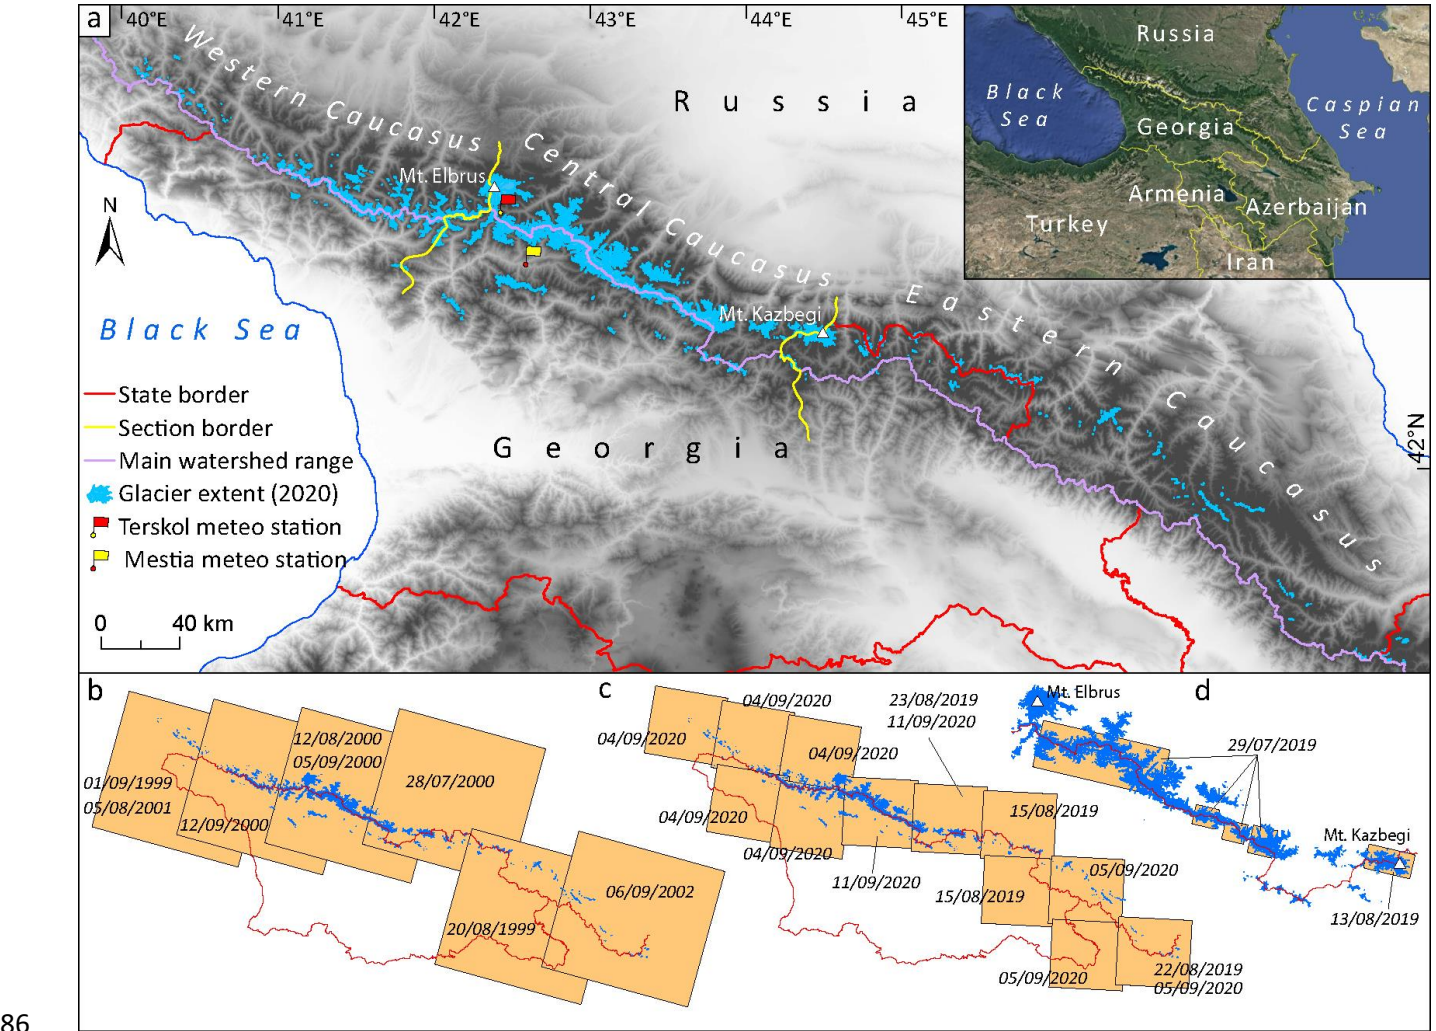 a
40°E
41°E
42°E
43°E
44°E
45°E
Western Caucasus
Central Caucasus
Eastern Caucasus
Russia
Mt. Elbrus
N
Black Sea
Mt. Kazbegi
Georgia
42°N
State border
Section border
Main watershed range
Glacier extent (2020)
Terskol meteo station
Mestia meteo station
0 40 km
Russia
Black
Sea
Caspian
Sea
Georgia
Armenia
Azerbaijan
Turkey
Iran
b
12/08/2000
05/09/2000
28/07/2000
01/09/1999
05/08/2001
12/09/2000
06/09/2002
20/08/1999
c
04/09/2020
23/08/2019
11/09/2020
04/09/2020
04/09/2020
04/09/2020
15/08/2019
04/09/2020
11/09/2020
05/09/2020
15/08/2019
05/09/2020
22/08/2019
05/09/2020
d
Mt. Elbrus
29/07/2019
Mt. Kazbegi
13/08/2019
86